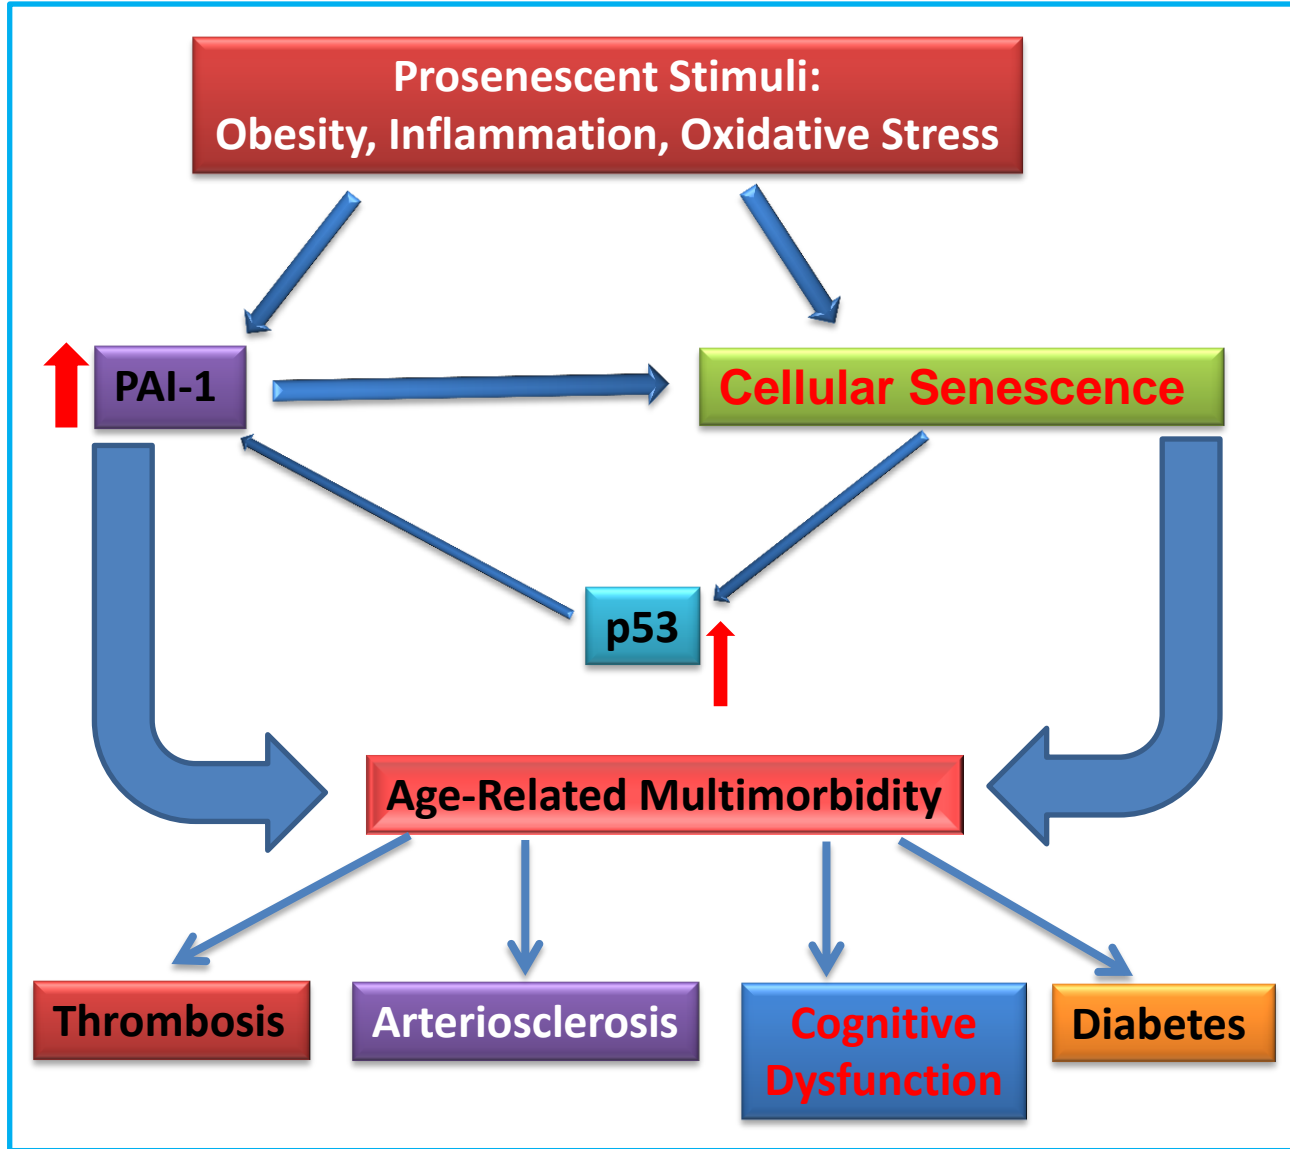 Prosenescent Stimuli:
Obesity, Inflammation, Oxidative Stress
PAI-1
Cellular Senescence
p53
Age-Related Multimorbidity
Thrombosis
Arteriosclerosis
Cognitive
Dysfunction
Diabetes